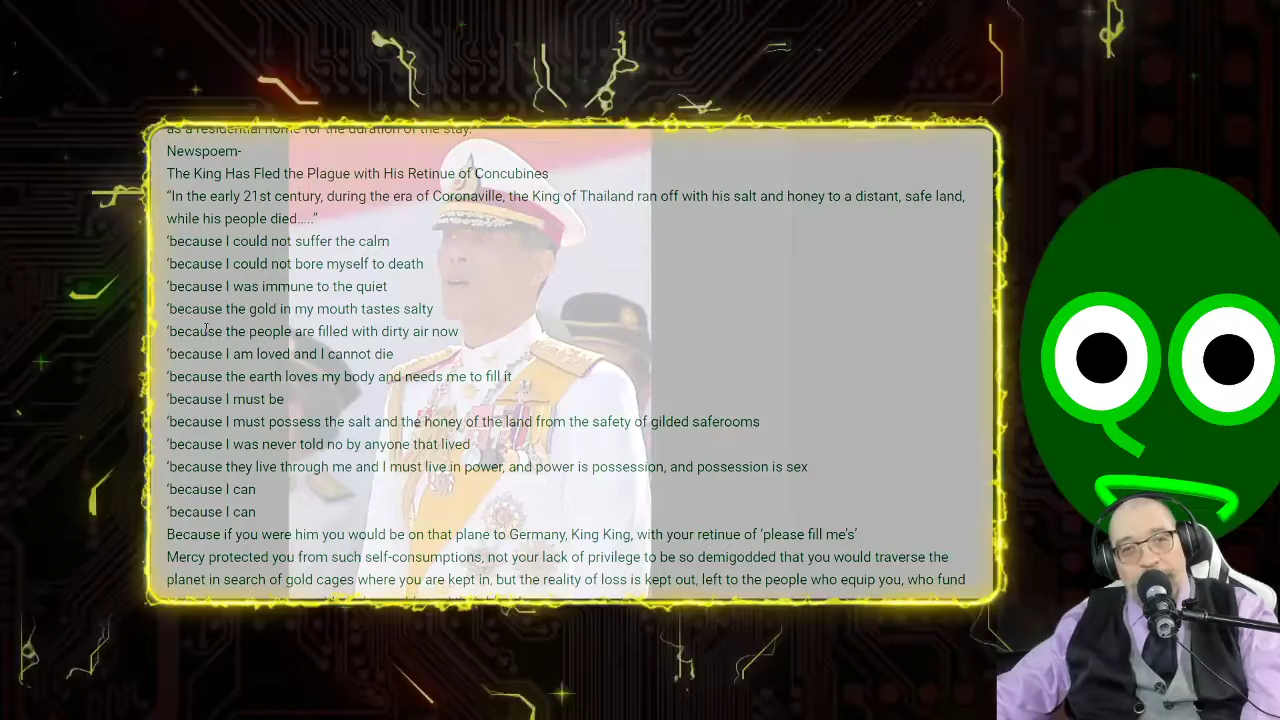 as a residential home for the duration of the stay.
Newspoem-
The King Has Fled the Plague with His Retinue of Concubines
“In the early 21st century, during the era of Coronaville, the King of Thailand ran off with his salt and honey to a distant, safe land,
while his people died…..”
‘because I could not suffer the calm
‘because I could not bore myself to death
‘because I was immune to the quiet
‘because the gold in my mouth tastes salty
‘because the people are filled with dirty air now
‘because I am loved and I cannot die
‘because the earth loves my body and needs me to fill it
‘because I must be
‘because I must possess the salt and the honey of the land from the safety of gilded saferooms
‘because I was never told no by anyone that lived
‘because they live through me and I must live in power, and power is possession, and possession is sex
‘because I can
‘because I can
Because if you were him you would be on that plane to Germany, King King, with your retinue of ‘please fill me’s’
Mercy protected you from such self-consumptions, not your lack of privilege to be so demigodded that you would traverse the
planet in search of gold cages where you are kept in, but the reality of loss is kept out, left to the people who equip you, who fund